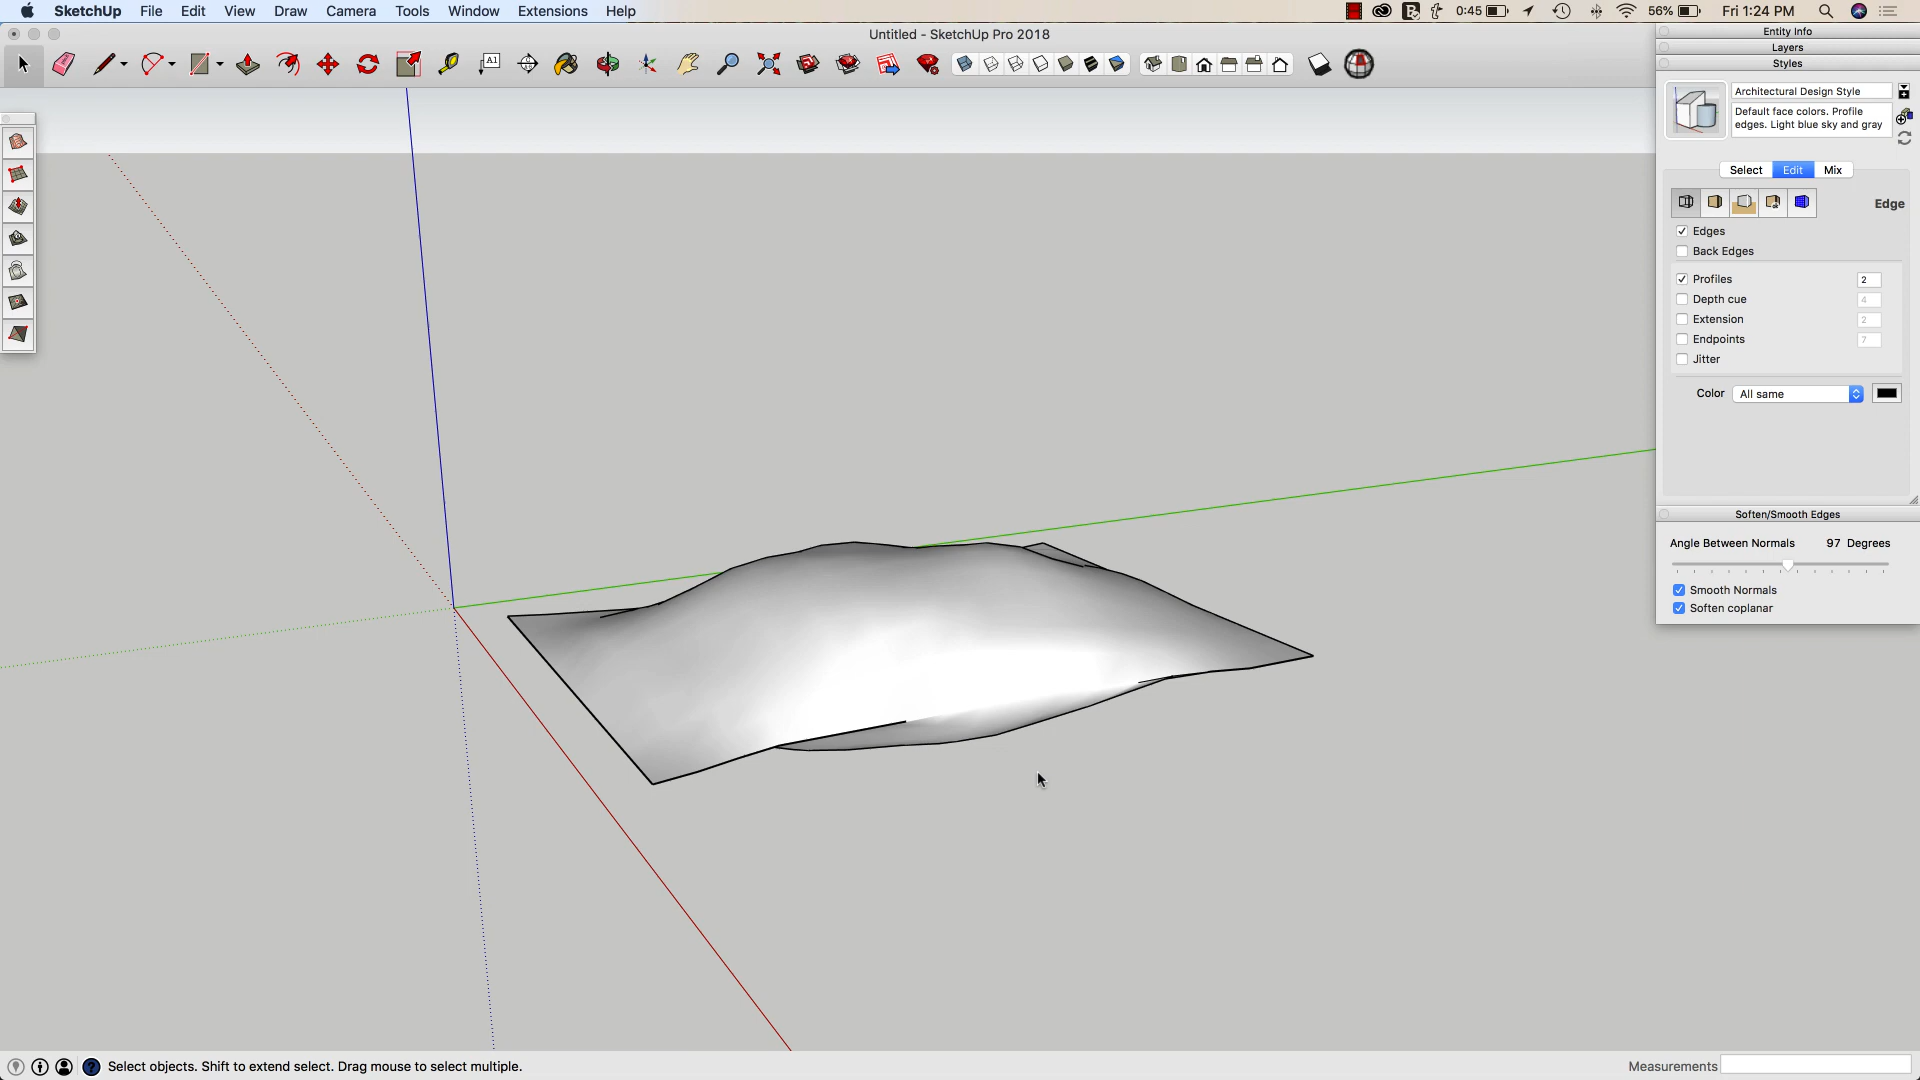 SketchUp File Edit View Draw Camera Tools Window Extensions Help
0:45 56% Fri 1:24 PM
Untitled - SketchUp Pro 2018
A1
Entity Info
Layers
Styles
Architectural Design Style
Default face colors. Profile
edges. Light blue sky and gray
Select Edit Mix
Edge
Edges
Back Edges
Profiles 2
Depth cue 4
Extension 2
Endpoints 7
Jitter
Color All same
Soften/Smooth Edges
Angle Between Normals 97 Degrees
Smooth Normals
Soften coplanar
Select objects. Shift to extend select. Drag mouse to select multiple.
Measurements